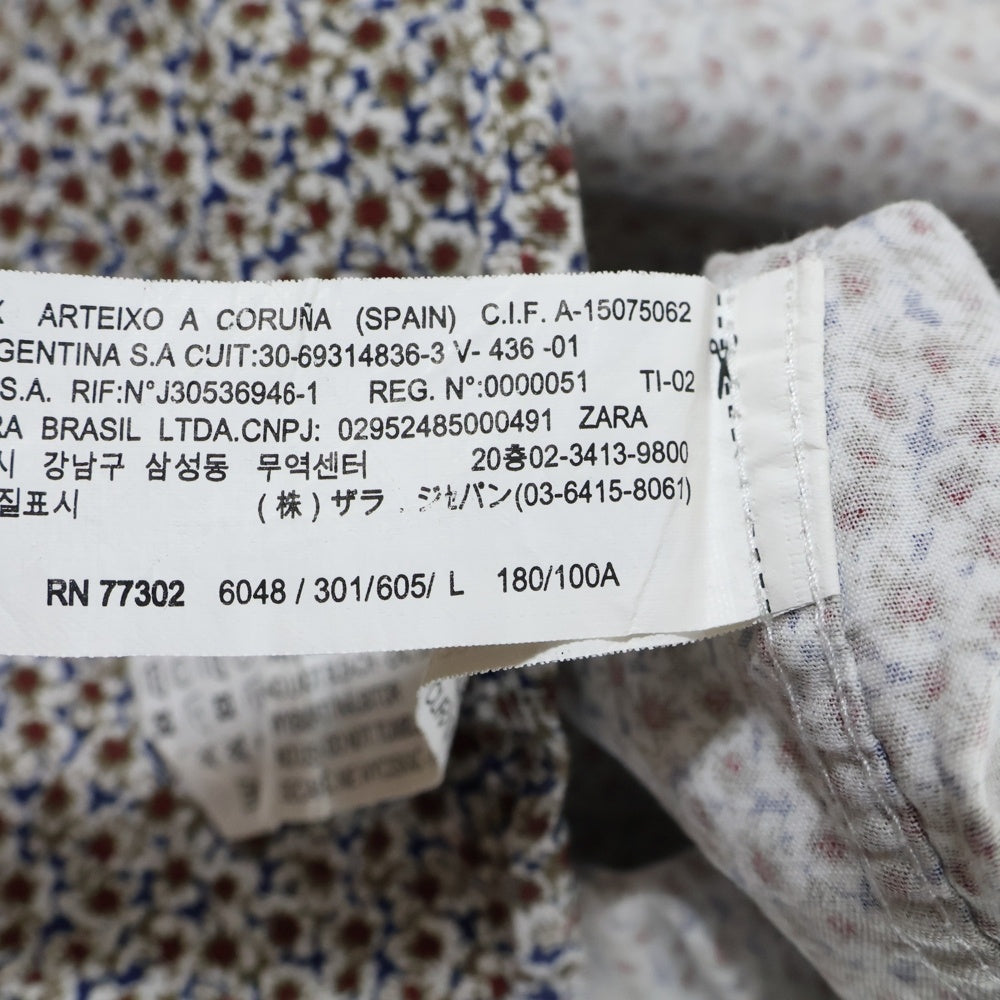 ARTEIXO A CORUÑA (SPAIN) C.I.F. A-15075062
GENTINA S.A CUIT:30-69314836-3 V- 436 -01
S.A. RIF:N°J30536946-1 REG. N°:0000051 TI-02
RA BRASIL LTDA.CNPJ: 02952485000491 ZARA
시 강남구 삼성동 무역센터 20층02-3413-9800
질표시 (株)ザラ . ジャパン(03-6415-8061)
RN 77302 6048 / 301/605/ L 180/100A